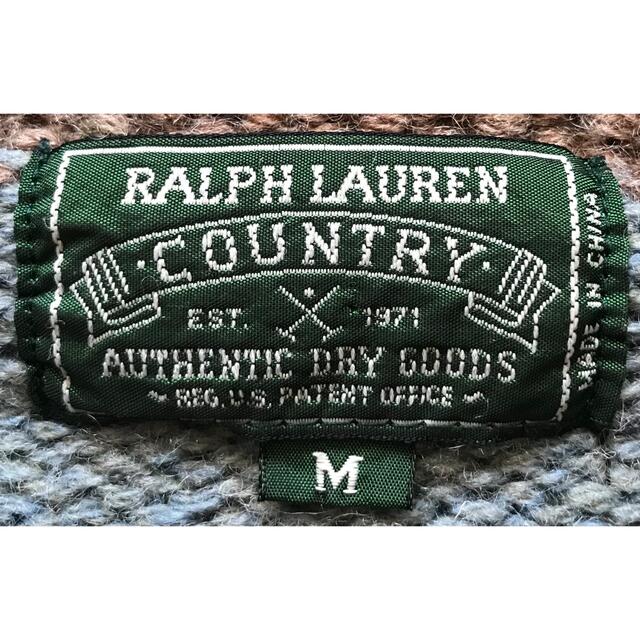 RALPH LAUREN
COUNTRY
EST. 1971
AUTHENTIC DRY GOODS
REG. U.S. PATENT OFFICE
MADE IN CHINA
M